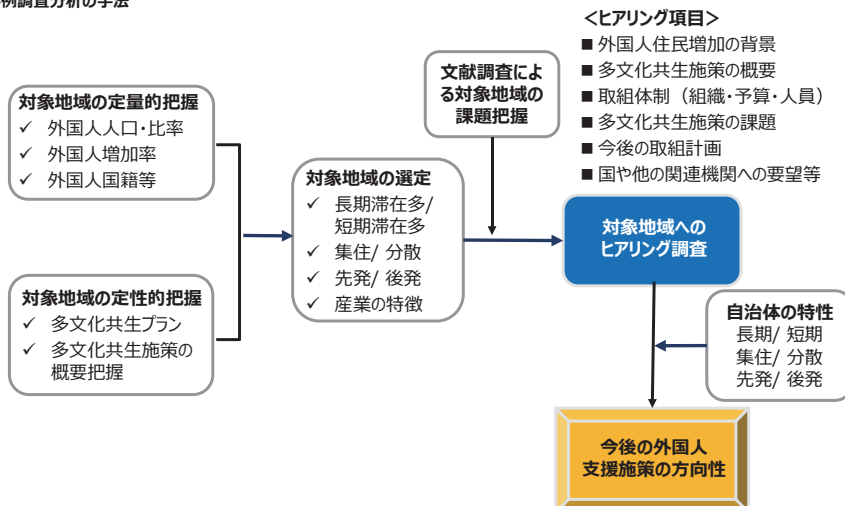 例調査分析の手法
対象地域の定量的把握
✓ 外国人人口・比率
✓ 外国人増加率
✓ 外国人国籍等
対象地域の定性的把握
✓ 多文化共生プラン
✓ 多文化共生施策の
概要把握
対象地域の選定
✓ 長期滞在多/
短期滞在多
✓ 集住/ 分散
✓ 先発/ 後発
✓ 産業の特徴
文献調査によ
る対象地域の
課題把握
<ヒアリング項目>
■ 外国人住民増加の背景
■ 多文化共生施策の概要
■ 取組体制（組織・予算・人員）
■ 多文化共生施策の課題
■ 今後の取組計画
■ 国や他の関連機関への要望等
対象地域への
ヒアリング調査
自治体の特性
長期/ 短期
集住/ 分散
先発/ 後発
今後の外国人
支援施策の方向性